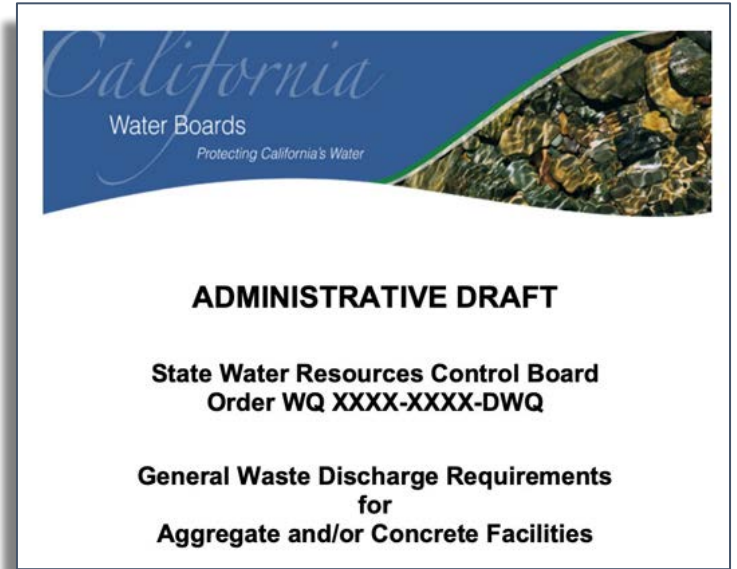 California
Water Boards
Protecting California's Water
ADMINISTRATIVE DRAFT
State Water Resources Control Board
Order WQ XXXX-XXXX-DWQ
General Waste Discharge Requirements
for
Aggregate and/or Concrete Facilities